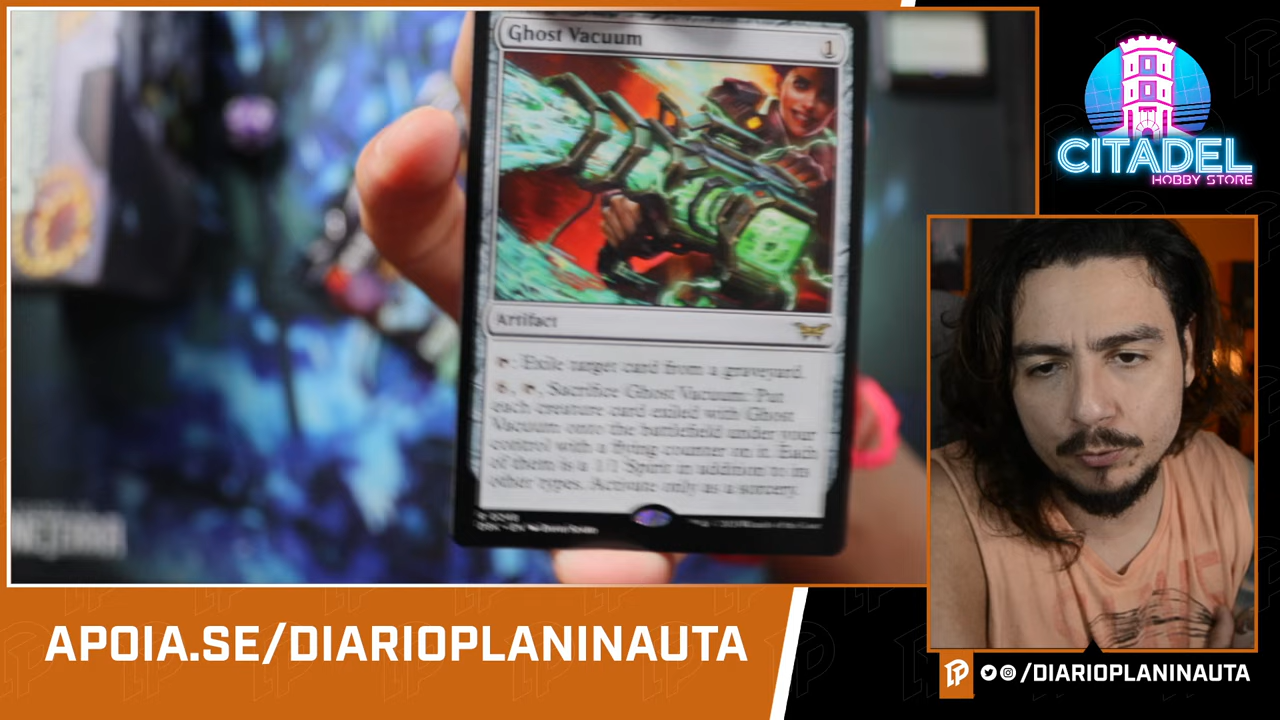 Ghost Vacuum 1
Artifact
: Exile target card from a graveyard.
, , Sacrifice Ghost Vacuum: Put
each creature card exiled with Ghost
Vacuum onto the battlefield under your
control with a flying counter on it. Each
of them is a 1/1 Spirit in addition to its
other types. Activate only as a sorcery.
CITADEL
HOBBY STORE
APOIA.SE/DIARIOPLANINAUTA
/DIARIOPLANINAUTA